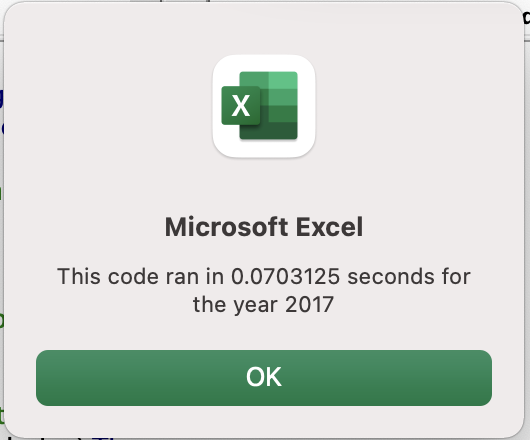 X
Microsoft Excel
This code ran in 0.0703125 seconds for
the year 2017
OK